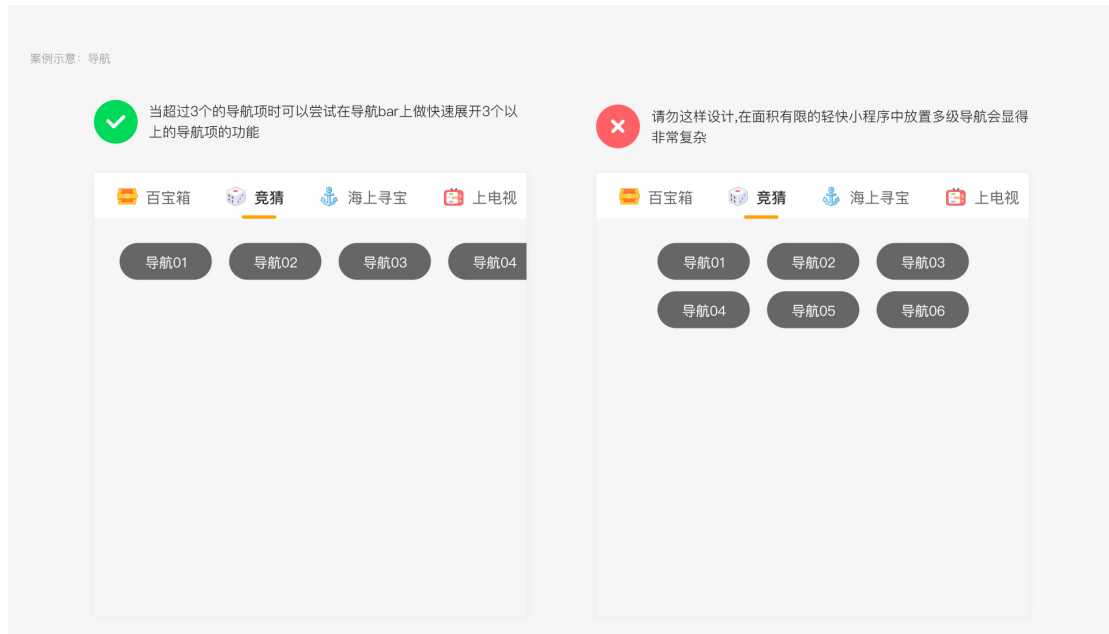 案例示意：导航
当超过3个的导航项时可以尝试在导航bar上做快速展开3个以
上的导航项的功能
百宝箱 竞猜 海上寻宝 上电视
导航01 导航02 导航03 导航04
请勿这样设计,在面积有限的轻快小程序中放置多级导航会显得
非常复杂
百宝箱 竞猜 海上寻宝 上电视
导航01 导航02 导航03
导航04 导航05 导航06